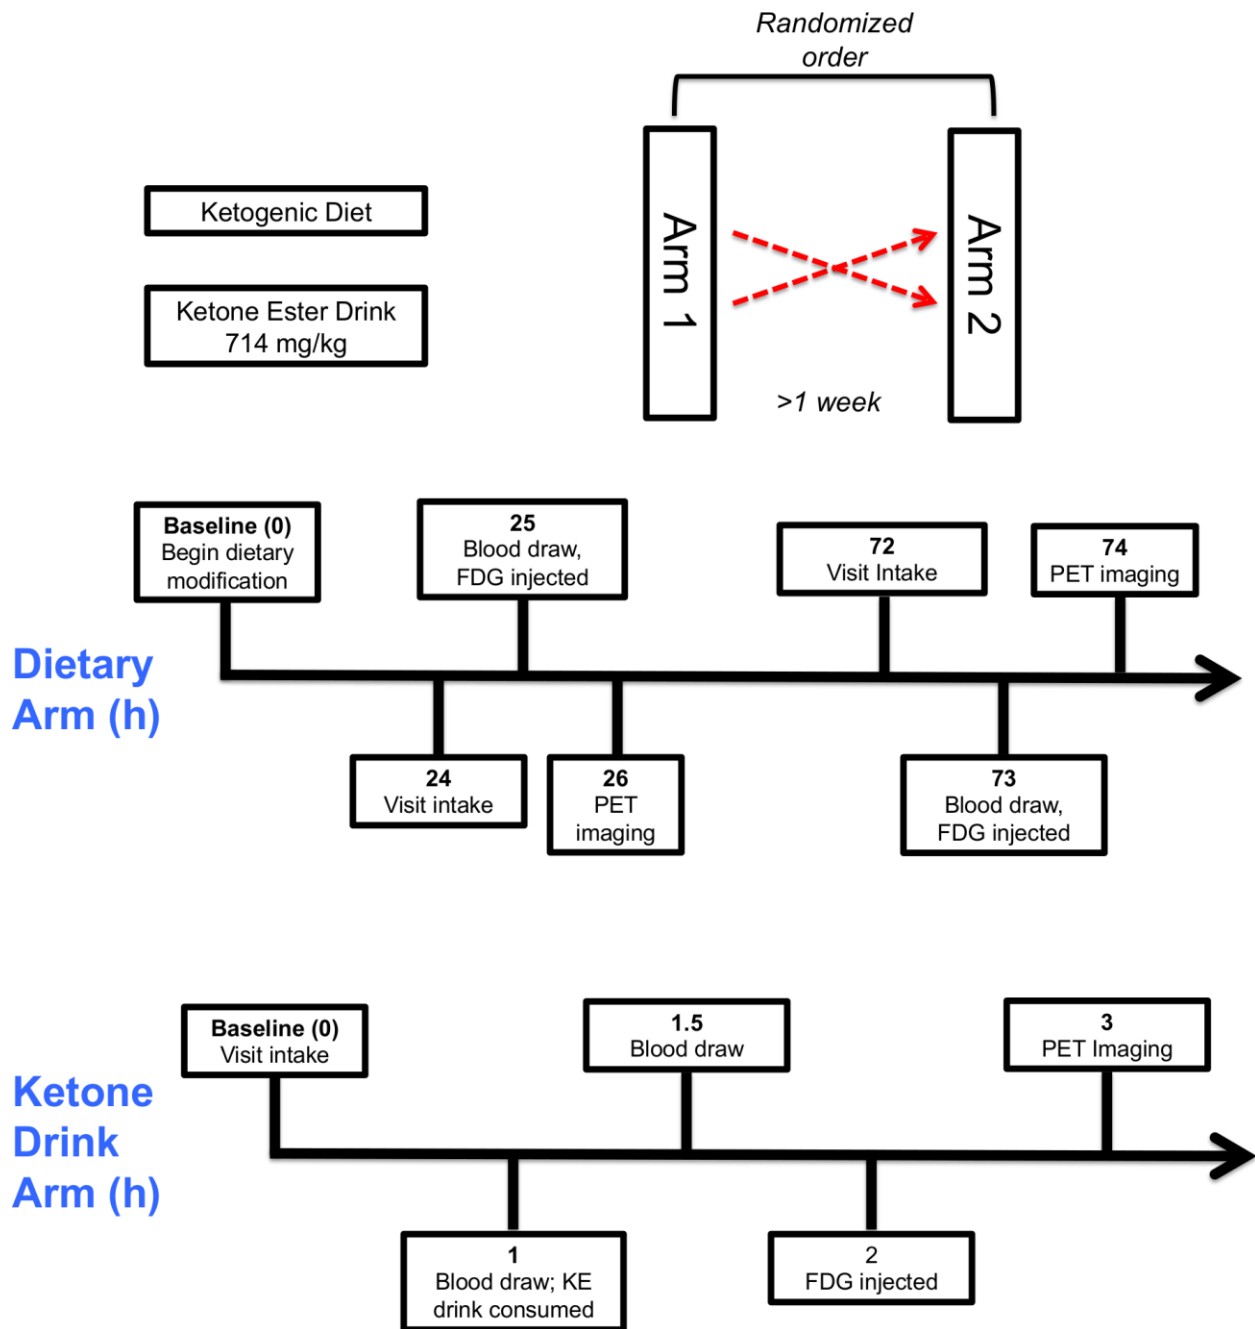 Randomized
order
Ketogenic Diet
Ketone Ester Drink
714 mg/kg
Arm 1
Arm 2
>1 week
Baseline (0)
Begin dietary
modification
25
Blood draw,
FDG injected
72
Visit Intake
74
PET imaging
Dietary
Arm (h)
24
Visit intake
26
PET
imaging
73
Blood draw,
FDG injected
Baseline (0)
Visit intake
1.5
Blood draw
3
PET Imaging
Ketone
Drink
Arm (h)
1
Blood draw; KE
drink consumed
2
FDG injected